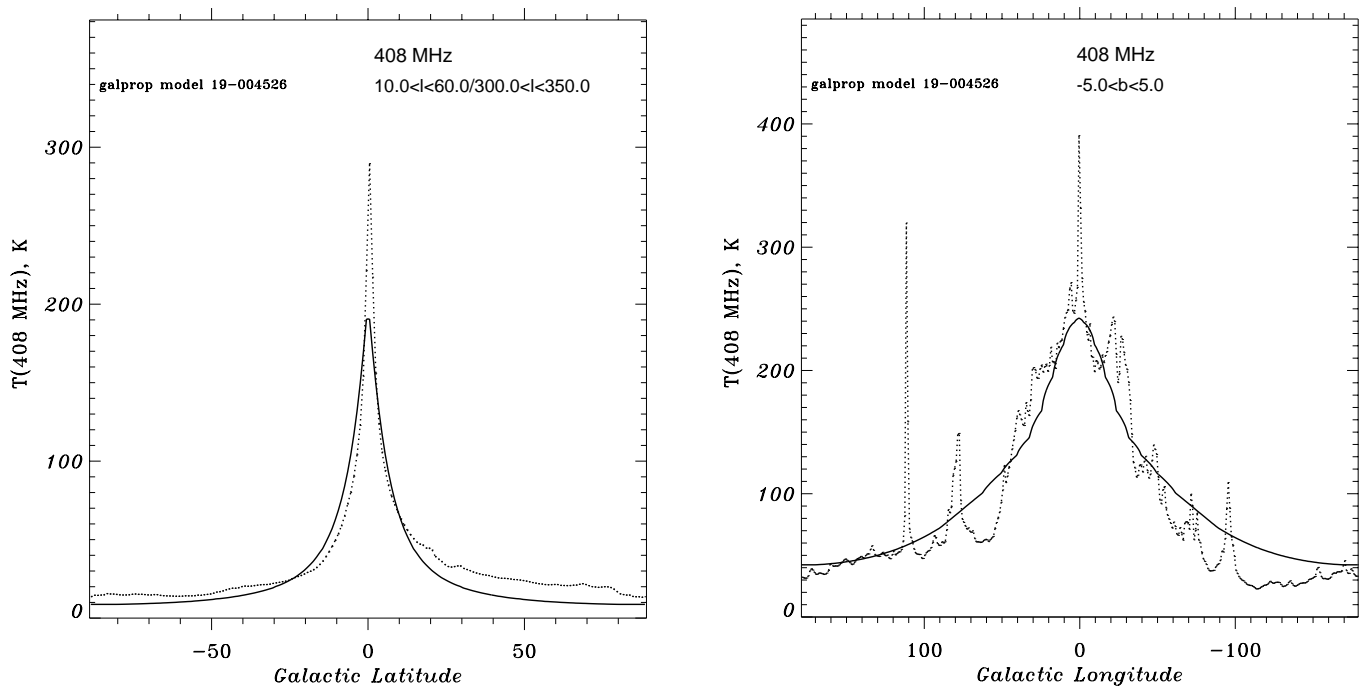 408 MHz
galprop model 19-004526
10.0<l<60.0/300.0<l<350.0
300
200
100
0
T(408 MHz), K
-50 0 50
Galactic Latitude
408 MHz
galprop model 19-004526
-5.0<b<5.0
400
300
200
100
0
T(408 MHz), K
100 0 -100
Galactic Longitude